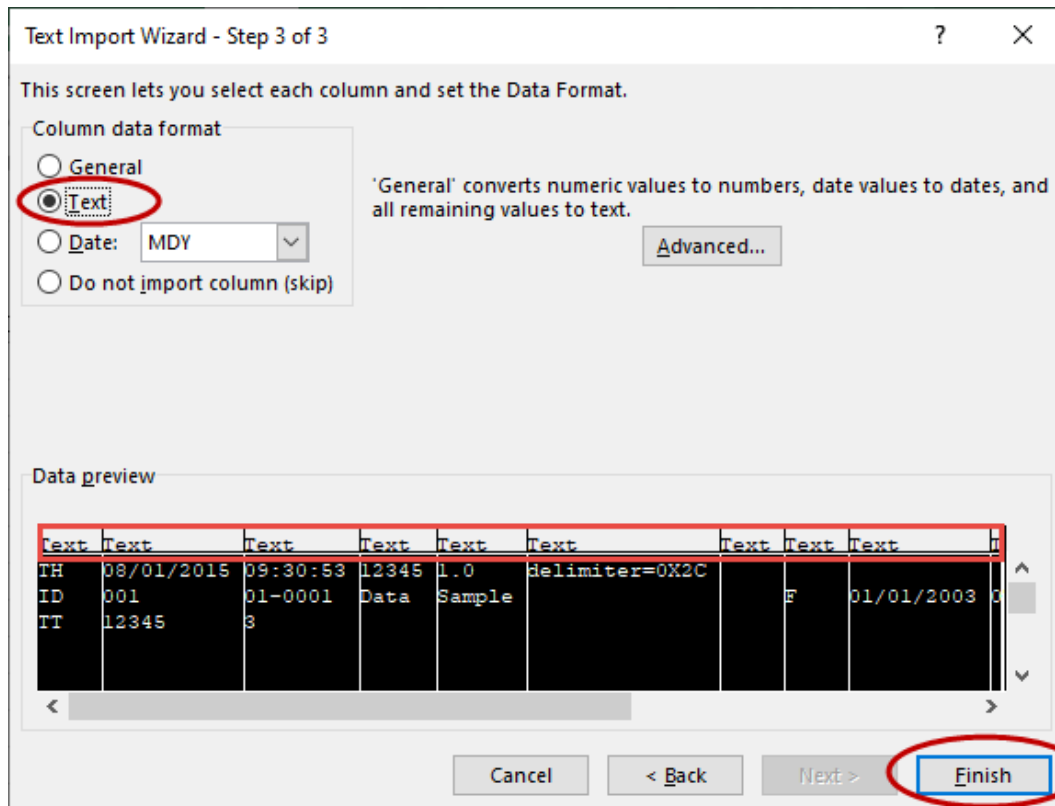 Text Import Wizard - Step 3 of 3 ? ×
This screen lets you select each column and set the Data Format.
Column data format
General
Text
Date: MDY
Do not import column (skip)
'General' converts numeric values to numbers, date values to dates, and
all remaining values to text.
Advanced...
Data preview
Text Text Text Text Text Text Text Text Text
TH 08/01/2015 09:30:53 12345 1.0 delimiter=0X2C
ID 001 01-0001 Data Sample F 01/01/2003 0
TT 12345 3
Cancel < Back Next > Finish